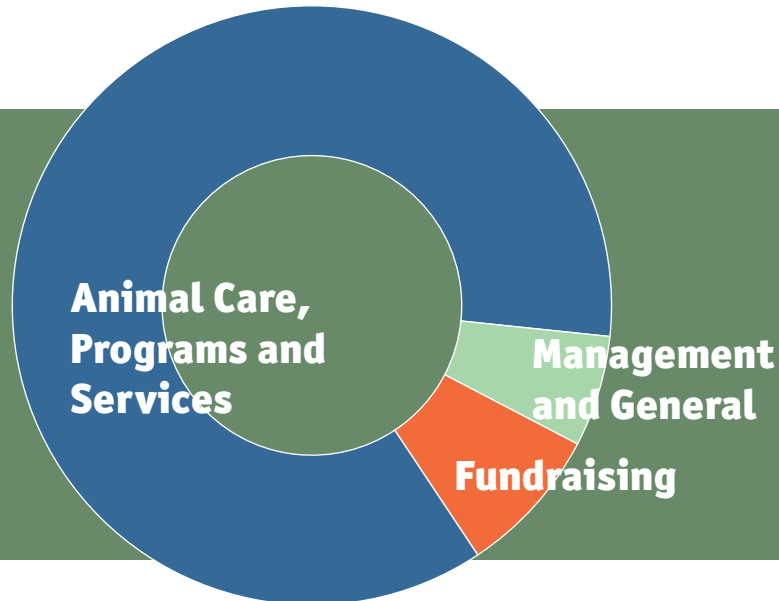 Animal Care,
Programs and
Services
Management
and General
Fundraising